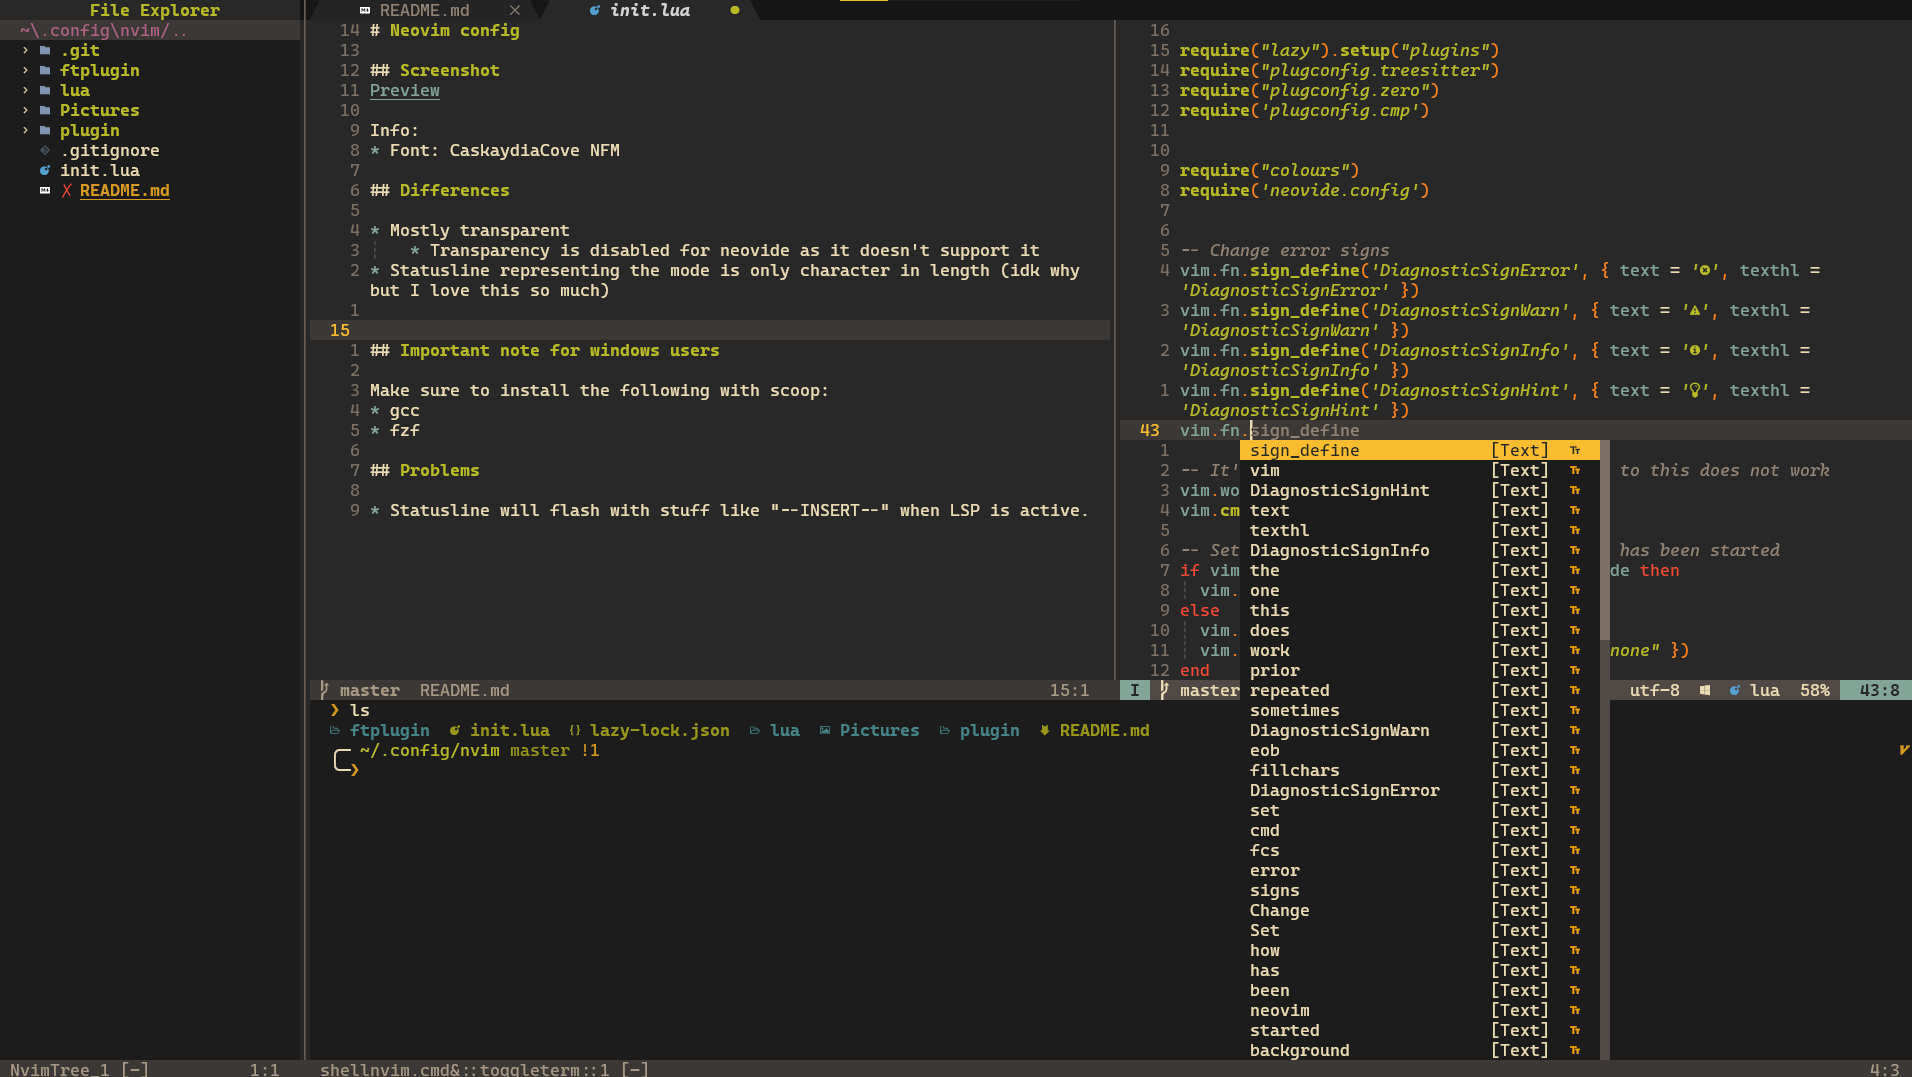 File Explorer
~\.config\nvim/..
.git
ftplugin
lua
Pictures
plugin
.gitignore
init.lua
README.md
README.md
init.lua
14 # Neovim config
13
12 ## Screenshot
11 Preview
10
9 Info:
8 * Font: CaskaydiaCove NFM
7
6 ## Differences
5
4 * Mostly transparent
3 * Transparency is disabled for neovide as it doesn't support it
2 * Statusline representing the mode is only character in length (idk why
but I love this so much)
1
15
1 ## Important note for windows users
2
3 Make sure to install the following with scoop:
4 * gcc
5 * fzf
6
7 ## Problems
8
9 * Statusline will flash with stuff like "--INSERT--" when LSP is active.
master README.md 15:1
16
15 require("lazy").setup("plugins")
14 require("plugconfig.treesitter")
13 require("plugconfig.zero")
12 require('plugconfig.cmp')
11
10
9 require("colours")
8 require('neovide.config')
7
6
5 -- Change error signs
4 vim.fn.sign_define('DiagnosticSignError', { text = '', texthl =
'DiagnosticSignError' })
3 vim.fn.sign_define('DiagnosticSignWarn', { text = '', texthl =
'DiagnosticSignWarn' })
2 vim.fn.sign_define('DiagnosticSignInfo', { text = '', texthl =
'DiagnosticSignInfo' })
1 vim.fn.sign_define('DiagnosticSignHint', { text = '', texthl =
'DiagnosticSignHint' })
43 vim.fn.sign_define
1
2 -- It' to this does not work
3 vim.wo
4 vim.cm
5
6 -- Set has been started
7 if vim de then
8 vim.
9 else
10 vim.
11 vim. none" })
12 end
sign_define [Text]
vim [Text]
DiagnosticSignHint [Text]
text [Text]
texthl [Text]
DiagnosticSignInfo [Text]
the [Text]
one [Text]
this [Text]
does [Text]
work [Text]
prior [Text]
repeated [Text]
sometimes [Text]
DiagnosticSignWarn [Text]
eob [Text]
fillchars [Text]
DiagnosticSignError [Text]
set [Text]
cmd [Text]
fcs [Text]
error [Text]
signs [Text]
Change [Text]
Set [Text]
how [Text]
has [Text]
been [Text]
neovim [Text]
started [Text]
background [Text]
I master utf-8 lua 58% 43:8
❯ ls
ftplugin init.lua {} lazy-lock.json lua Pictures plugin README.md
~/.config/nvim master !1
❯
NvimTree_1 [-] 1:1
shellnvim.cmd&::toggleterm::1 [-] 4:3